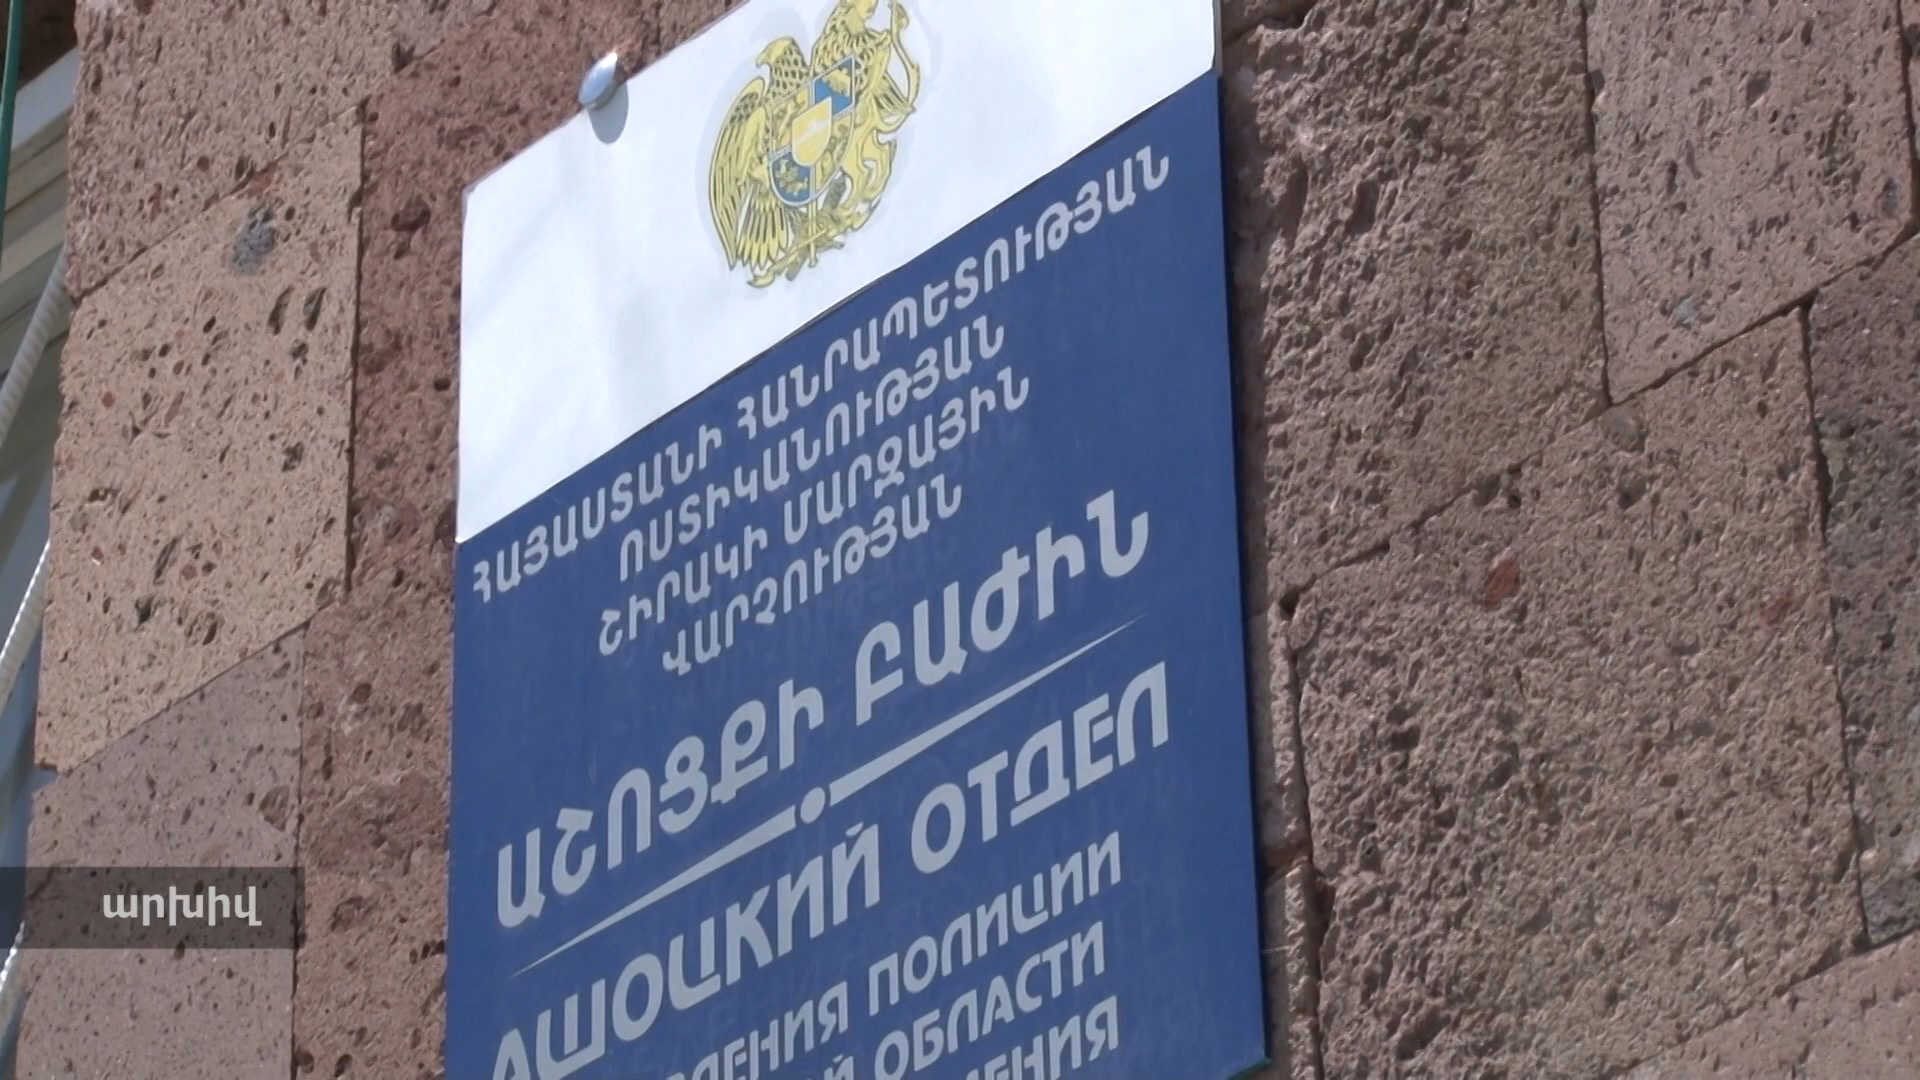 ՀԱՅԱՍՏԱՆԻ ՀԱՆՐԱՊԵՏՈՒԹՅԱՆ
ՈՍՏԻԿԱՆՈՒԹՅԱՆ
ՇԻՐԱԿԻ ՄԱՐԶԱՅԻՆ
ՎԱՐՉՈՒԹՅԱՆ
ԱՇՈՑՔԻ ԲԱԺԻՆ
АШОЦКИЙ ОТДЕЛ
ПОЛИЦИИ
ОБЛАСТИ
արխիվ